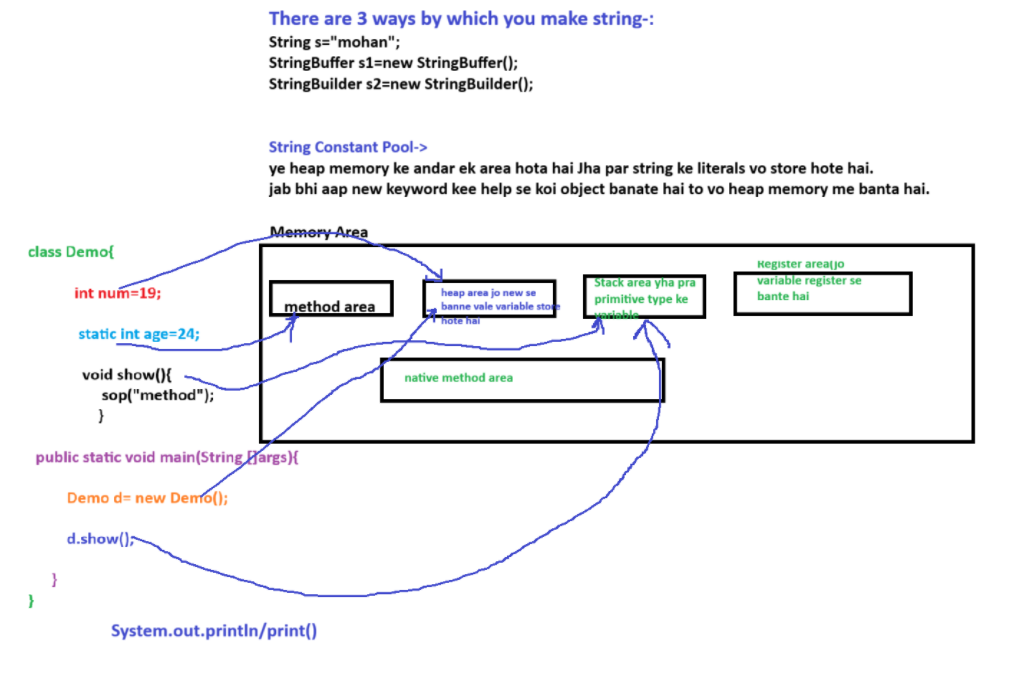 There are 3 ways by which you make string-:
String s="mohan";
StringBuffer s1=new StringBuffer();
StringBuilder s2=new StringBuilder();
String Constant Pool->
ye heap memory ke andar ek area hota hai Jha par string ke literals vo store hote hai.
jab bhi aap new keyword kee help se koi object banate hai to vo heap memory me banta hai.
Memory Area
class Demo{
int num=19;
static int age=24;
void show(){
sop("method");
}
public static void main(String []args){
Demo d= new Demo();
d.show();
}
}
System.out.println/print()
method area
heap area jo new se
banne vale variable store
hote hai
Stack area yha pra
primitive type ke
variable
Register area(jo
variable register se
bante hai
native method area